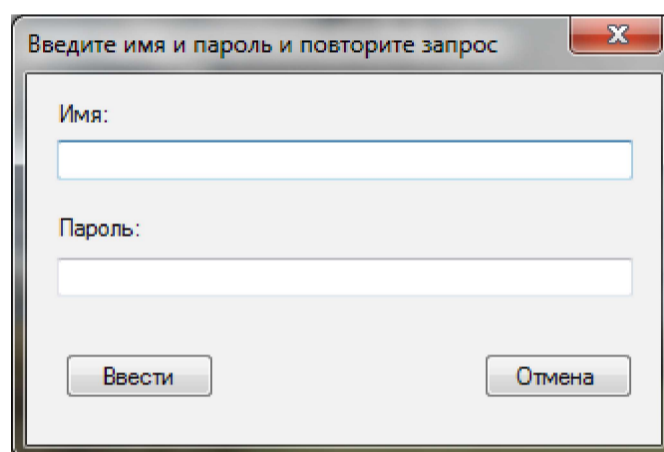 Введите имя и пароль и повторите запрос
Имя:
Пароль:
Ввести
Отмена